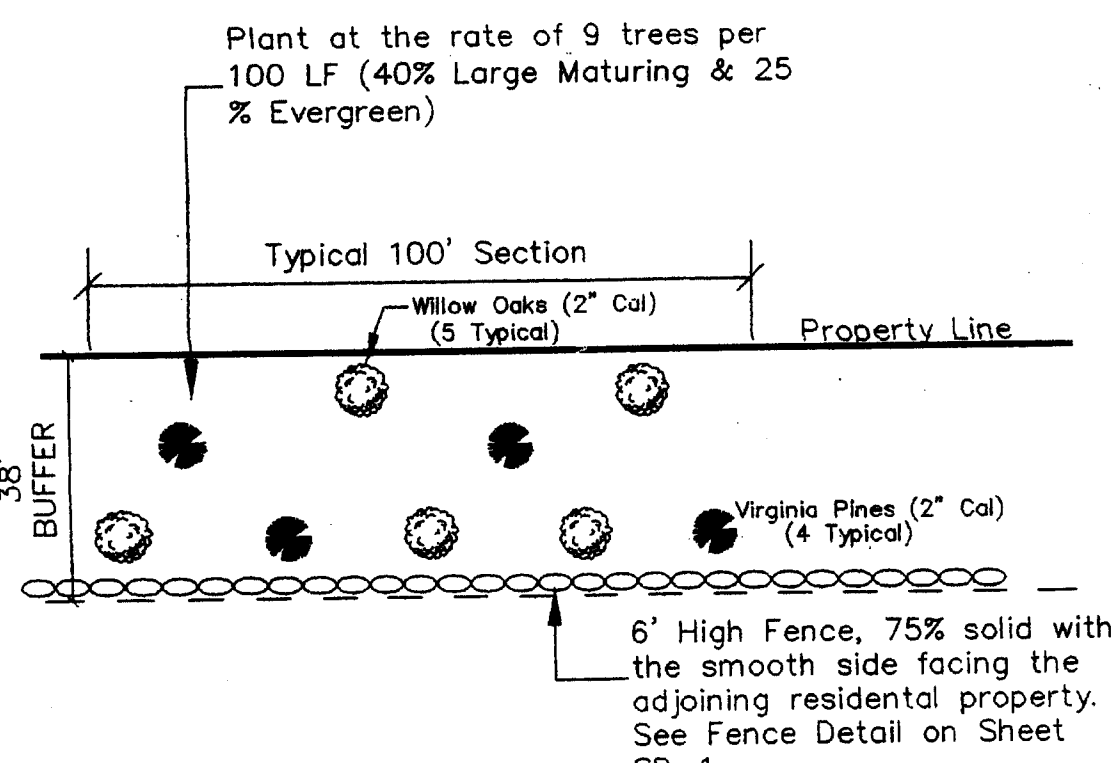 Plant at the rate of 9 trees per
100 LF (40% Large Maturing & 25
% Evergreen)
Typical 100' Section
Willow Oaks (2" Cal)
(5 Typical)
Property Line
38'
BUFFER
Virginia Pines (2" Cal)
(4 Typical)
6' High Fence, 75% solid with
the smooth side facing the
adjoining residental property.
See Fence Detail on Sheet